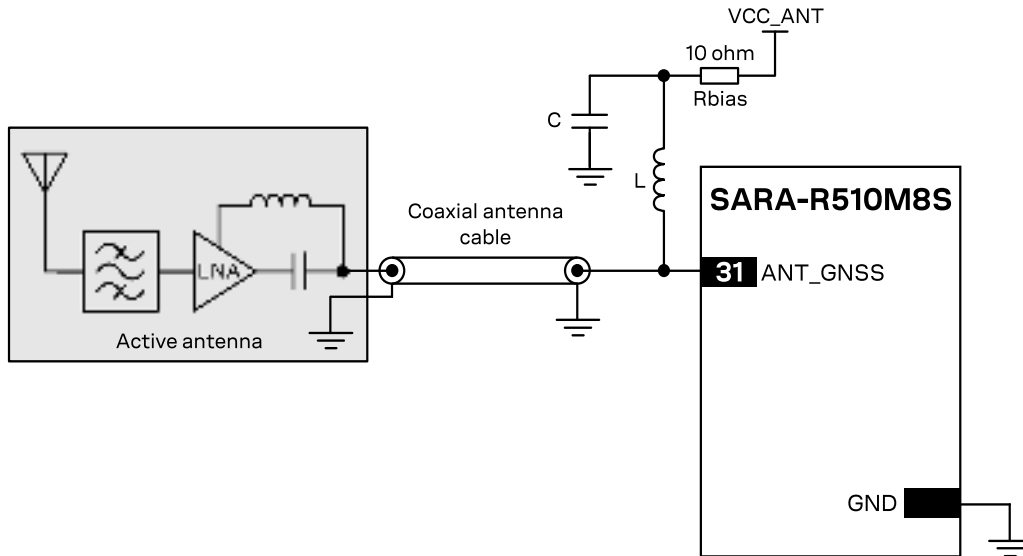 VCC_ANT
10 ohm
Rbias
C
L
SARA-R510M8S
Coaxial antenna
cable
LNA
31 ANT_GNSS
Active antenna
GND